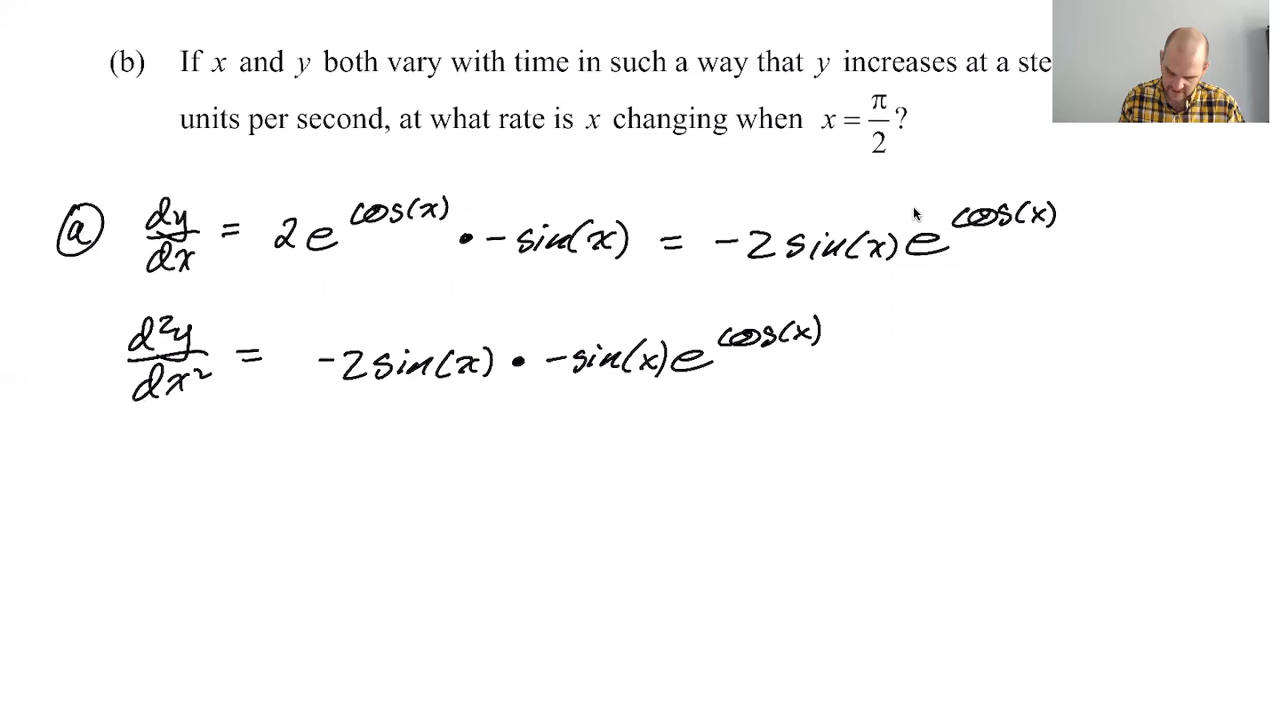 (b) If x and y both vary with time in such a way that y increases at a
units per second, at what rate is x changing when x = π/2 ?
(a) dy/dx = 2e^cos(x) · -sin(x) = -2sin(x)e^cos(x)
d²y/dx² = -2sin(x) · -sin(x)e^cos(x)